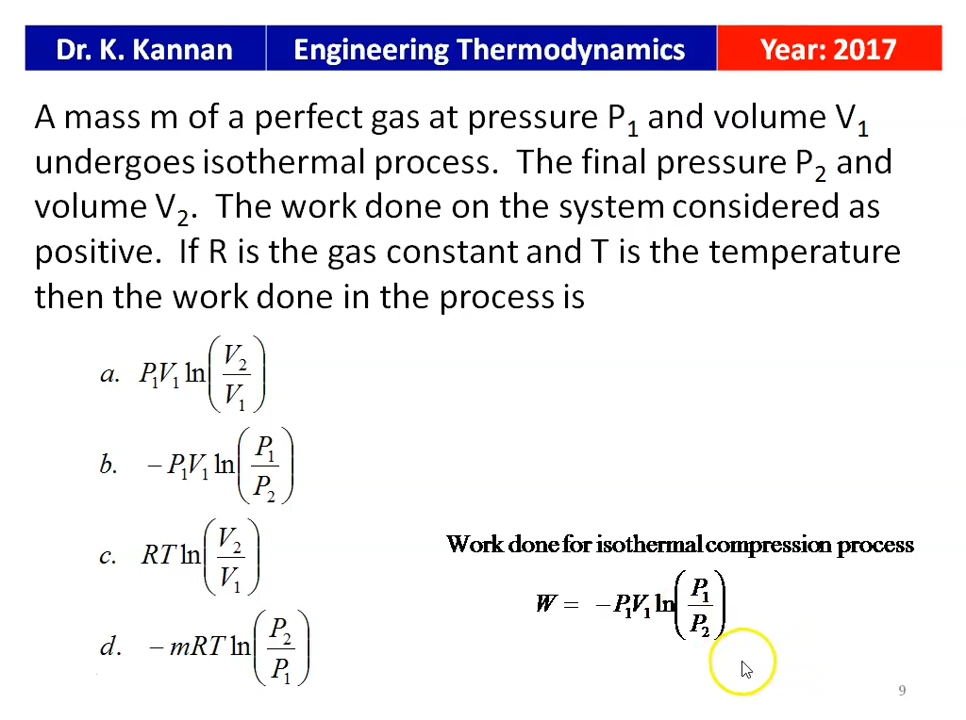 Dr. K. Kannan Engineering Thermodynamics Year: 2017
A mass m of a perfect gas at pressure P₁ and volume V₁
undergoes isothermal process. The final pressure P₂ and
volume V₂. The work done on the system considered as
positive. If R is the gas constant and T is the temperature
then the work done in the process is
a. P₁V₁ ln(V₂/V₁)
b. − P₁V₁ ln(P₁/P₂)
c. RT ln(V₂/V₁)
d. − mRT ln(P₂/P₁)
Work done for isothermal compression process
W = − P₁V₁ ln(P₁/P₂)
9